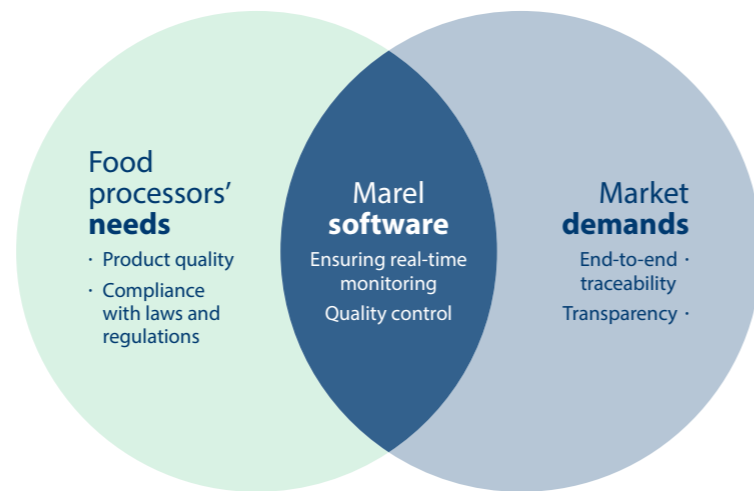 Food
processors’
needs
· Product quality
· Compliance
with laws and
regulations
Marel
software
Ensuring real-time
monitoring
Quality control
Market
demands
End-to-end ·
traceability
Transparency ·